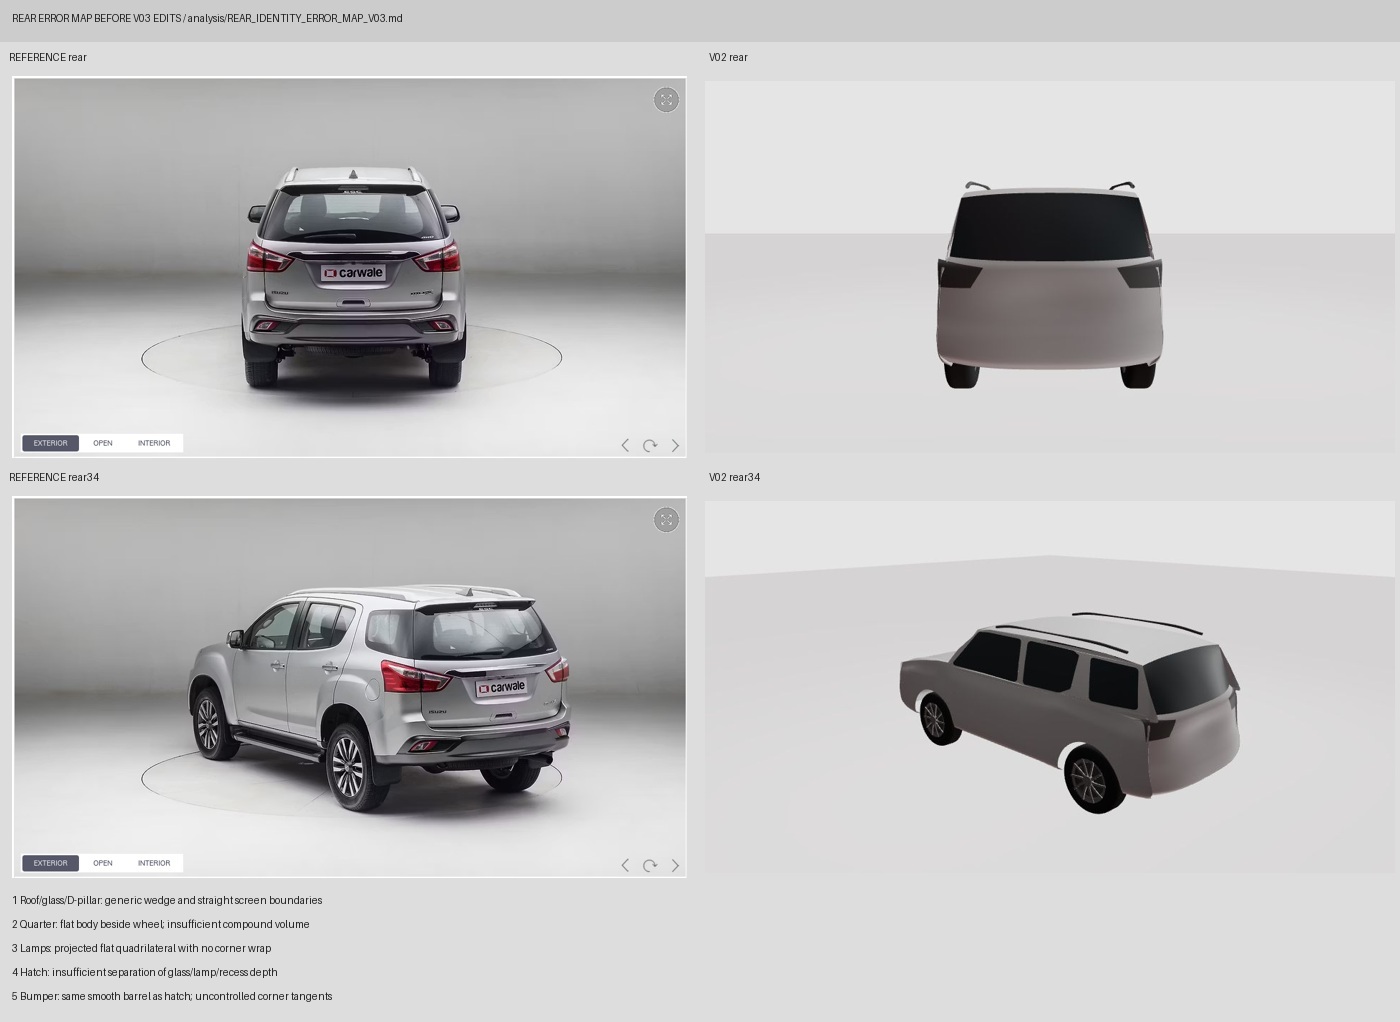 REAR ERROR MAP BEFORE V03 EDITS / analysis/REAR_IDENTITY_ERROR_MAP_V03.md
REFERENCE rear
V02 rear
carwale
ISUZU
EXTERIOR OPEN INTERIOR
REFERENCE rear34
V02 rear34
carwale
ISUZU
EXTERIOR OPEN INTERIOR
1 Roof/glass/D-pillar: generic wedge and straight screen boundaries
2 Quarter: flat body beside wheel; insufficient compound volume
3 Lamps: projected flat quadrilateral with no corner wrap
4 Hatch: insufficient separation of glass/lamp/recess depth
5 Bumper: same smooth barrel as hatch; uncontrolled corner tangents